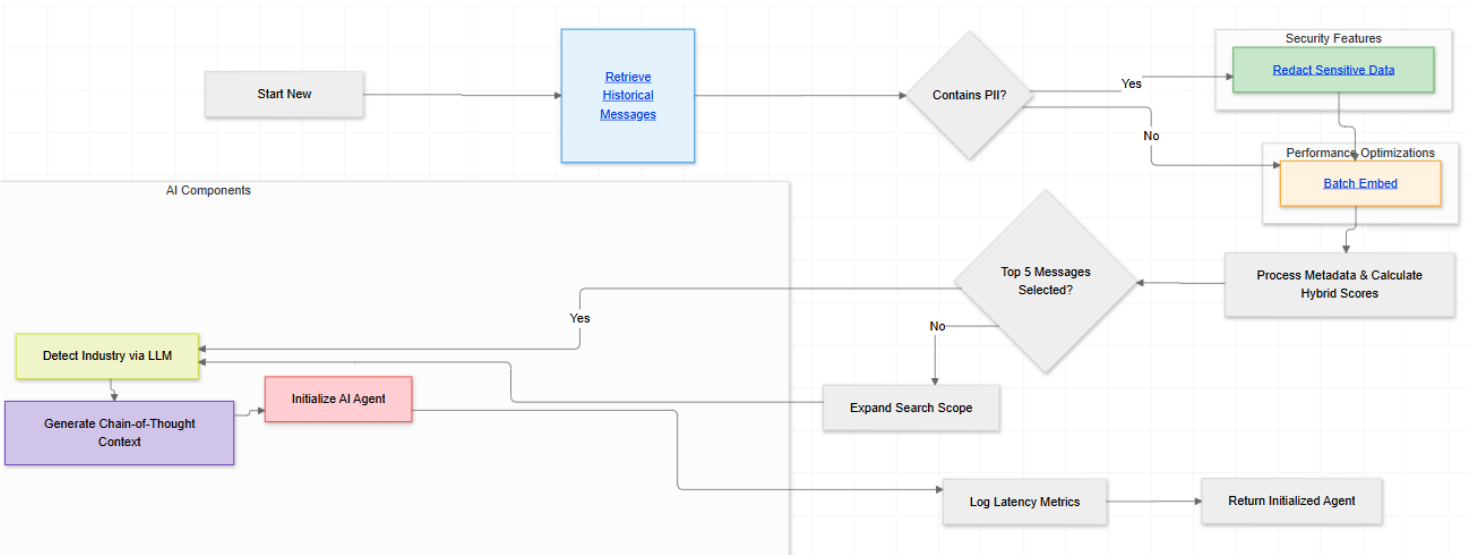 Start New
Retrieve
Historical
Messages
Contains PII?
Yes
No
Security Features
Redact Sensitive Data
Performance Optimizations
Batch Embed
Process Metadata & Calculate
Hybrid Scores
Top 5 Messages
Selected?
Yes
No
Expand Search Scope
AI Components
Detect Industry via LLM
Generate Chain-of-Thought
Context
Initialize AI Agent
Log Latency Metrics
Return Initialized Agent